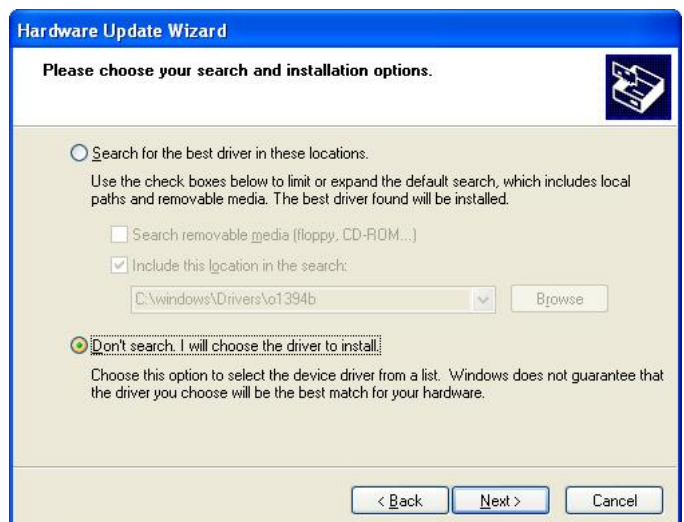 Hardware Update Wizard
Please choose your search and installation options.
Search for the best driver in these locations.
Use the check boxes below to limit or expand the default search, which includes local
paths and removable media. The best driver found will be installed.
Search removable media (floppy, CD-ROM...)
Include this location in the search:
C:\windows\Drivers\o1394b
Browse
Don't search. I will choose the driver to install.
Choose this option to select the device driver from a list. Windows does not guarantee that
the driver you choose will be the best match for your hardware.
< Back Next > Cancel